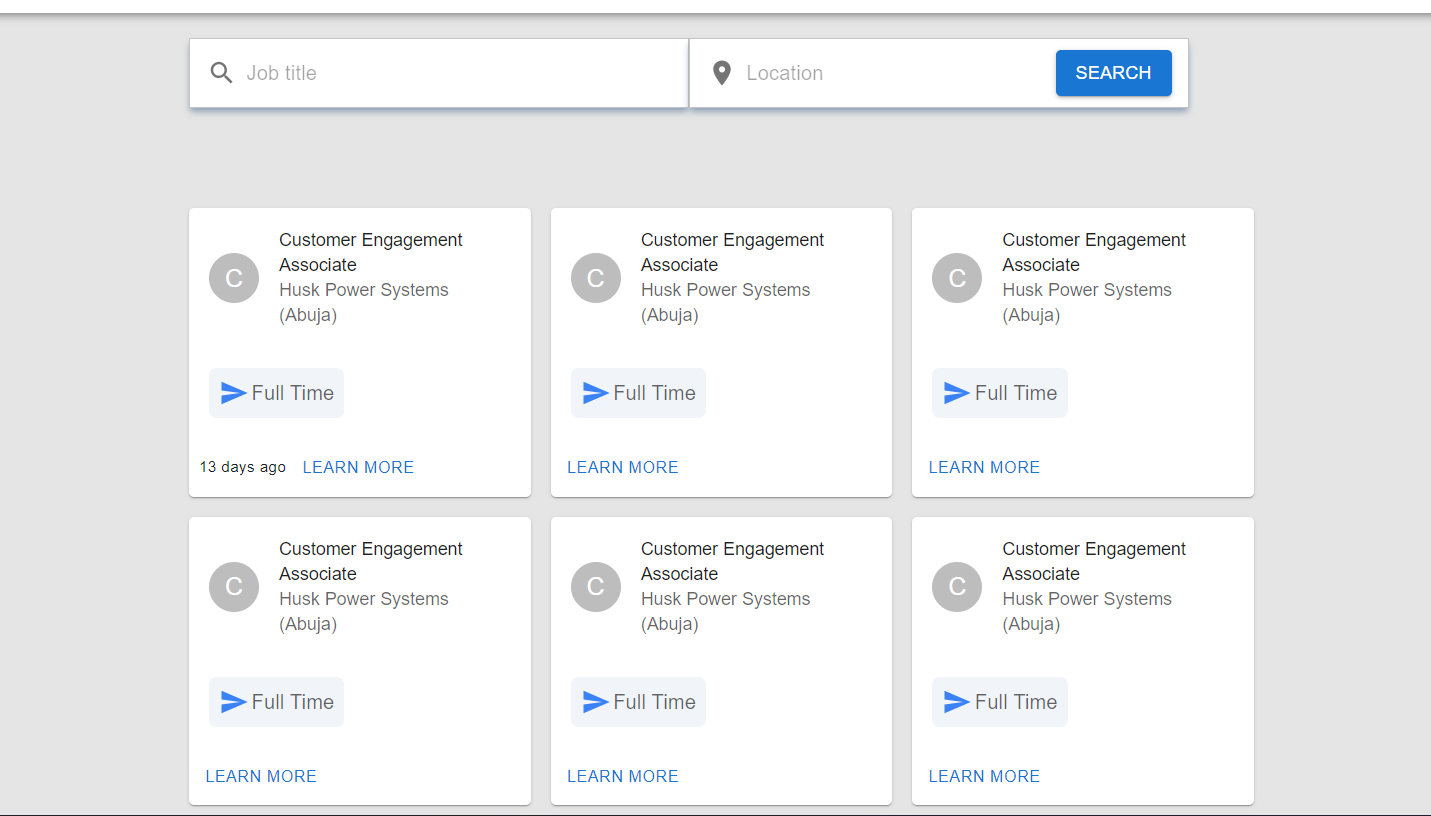 Job title
Location
SEARCH
C
Customer Engagement
Associate
Husk Power Systems
(Abuja)
Full Time
13 days ago LEARN MORE
C
Customer Engagement
Associate
Husk Power Systems
(Abuja)
Full Time
LEARN MORE
C
Customer Engagement
Associate
Husk Power Systems
(Abuja)
Full Time
LEARN MORE
C
Customer Engagement
Associate
Husk Power Systems
(Abuja)
Full Time
LEARN MORE
C
Customer Engagement
Associate
Husk Power Systems
(Abuja)
Full Time
LEARN MORE
C
Customer Engagement
Associate
Husk Power Systems
(Abuja)
Full Time
LEARN MORE